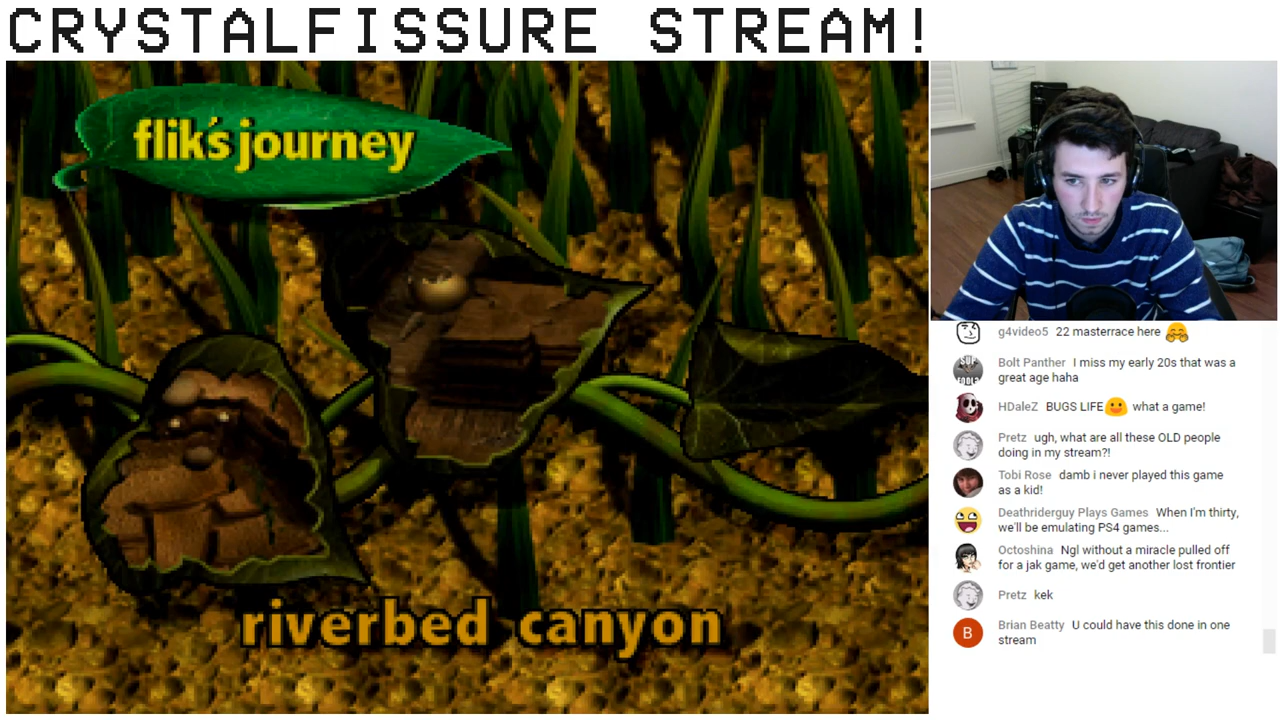 CRYSTALFISSURE STREAM!
flik's journey
riverbed canyon
g4video5 22 masterrace here
Bolt Panther I miss my early 20s that was a
great age haha
HDaleZ BUGS LIFE what a game!
Pretz ugh, what are all these OLD people
doing in my stream?!
Tobi Rose damb i never played this game
as a kid!
Deathriderguy Plays Games When I'm thirty,
we'll be emulating PS4 games...
Octoshina Ngl without a miracle pulled off
for a jak game, we'd get another lost frontier
Pretz kek
B
Brian Beatty U could have this done in one
stream